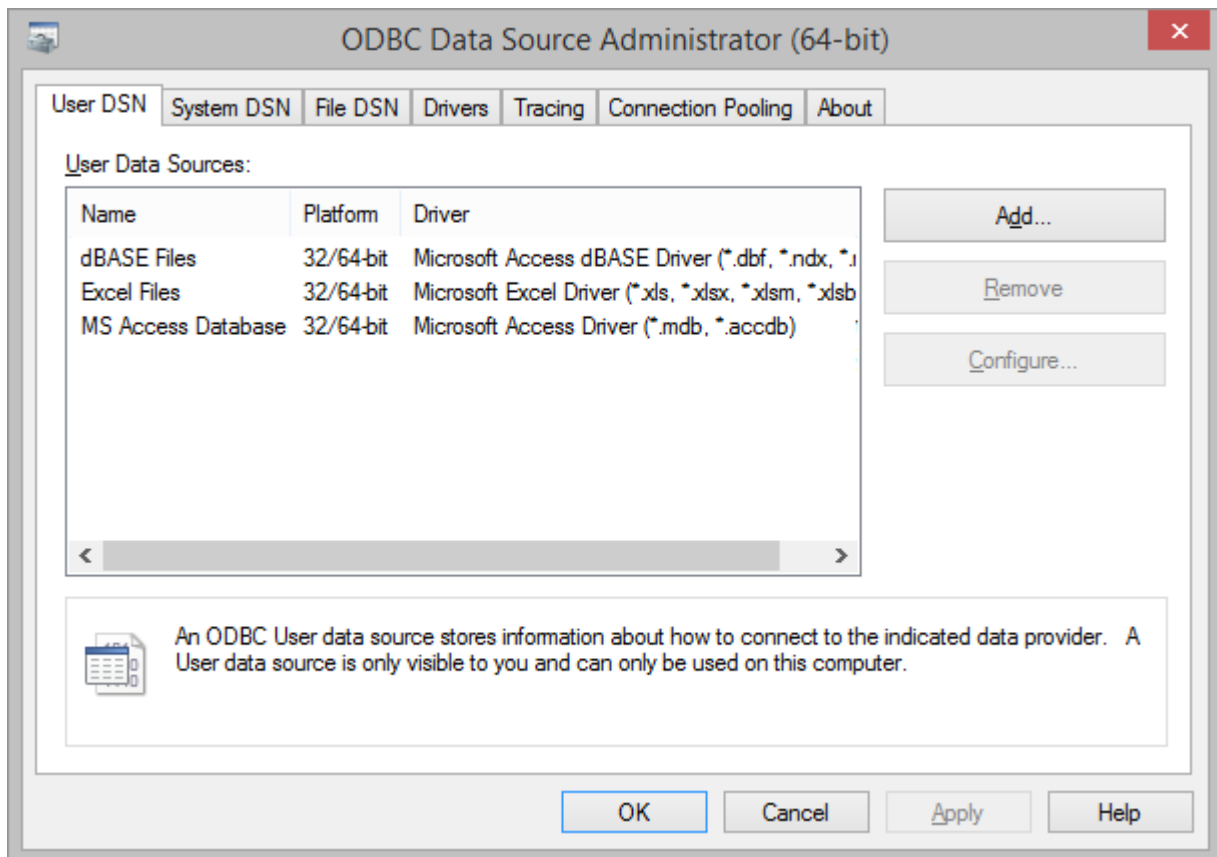 ODBC Data Source Administrator (64-bit)
User DSN System DSN File DSN Drivers Tracing Connection Pooling About
User Data Sources:
Name Platform Driver
dBASE Files 32/64-bit Microsoft Access dBASE Driver (*.dbf, *.ndx, *.
Excel Files 32/64-bit Microsoft Excel Driver (*.xls, *.xlsx, *.xlsm, *.xlsb
MS Access Database 32/64-bit Microsoft Access Driver (*.mdb, *.accdb)
Add...
Remove
Configure...
An ODBC User data source stores information about how to connect to the indicated data provider. A
User data source is only visible to you and can only be used on this computer.
OK Cancel Apply Help